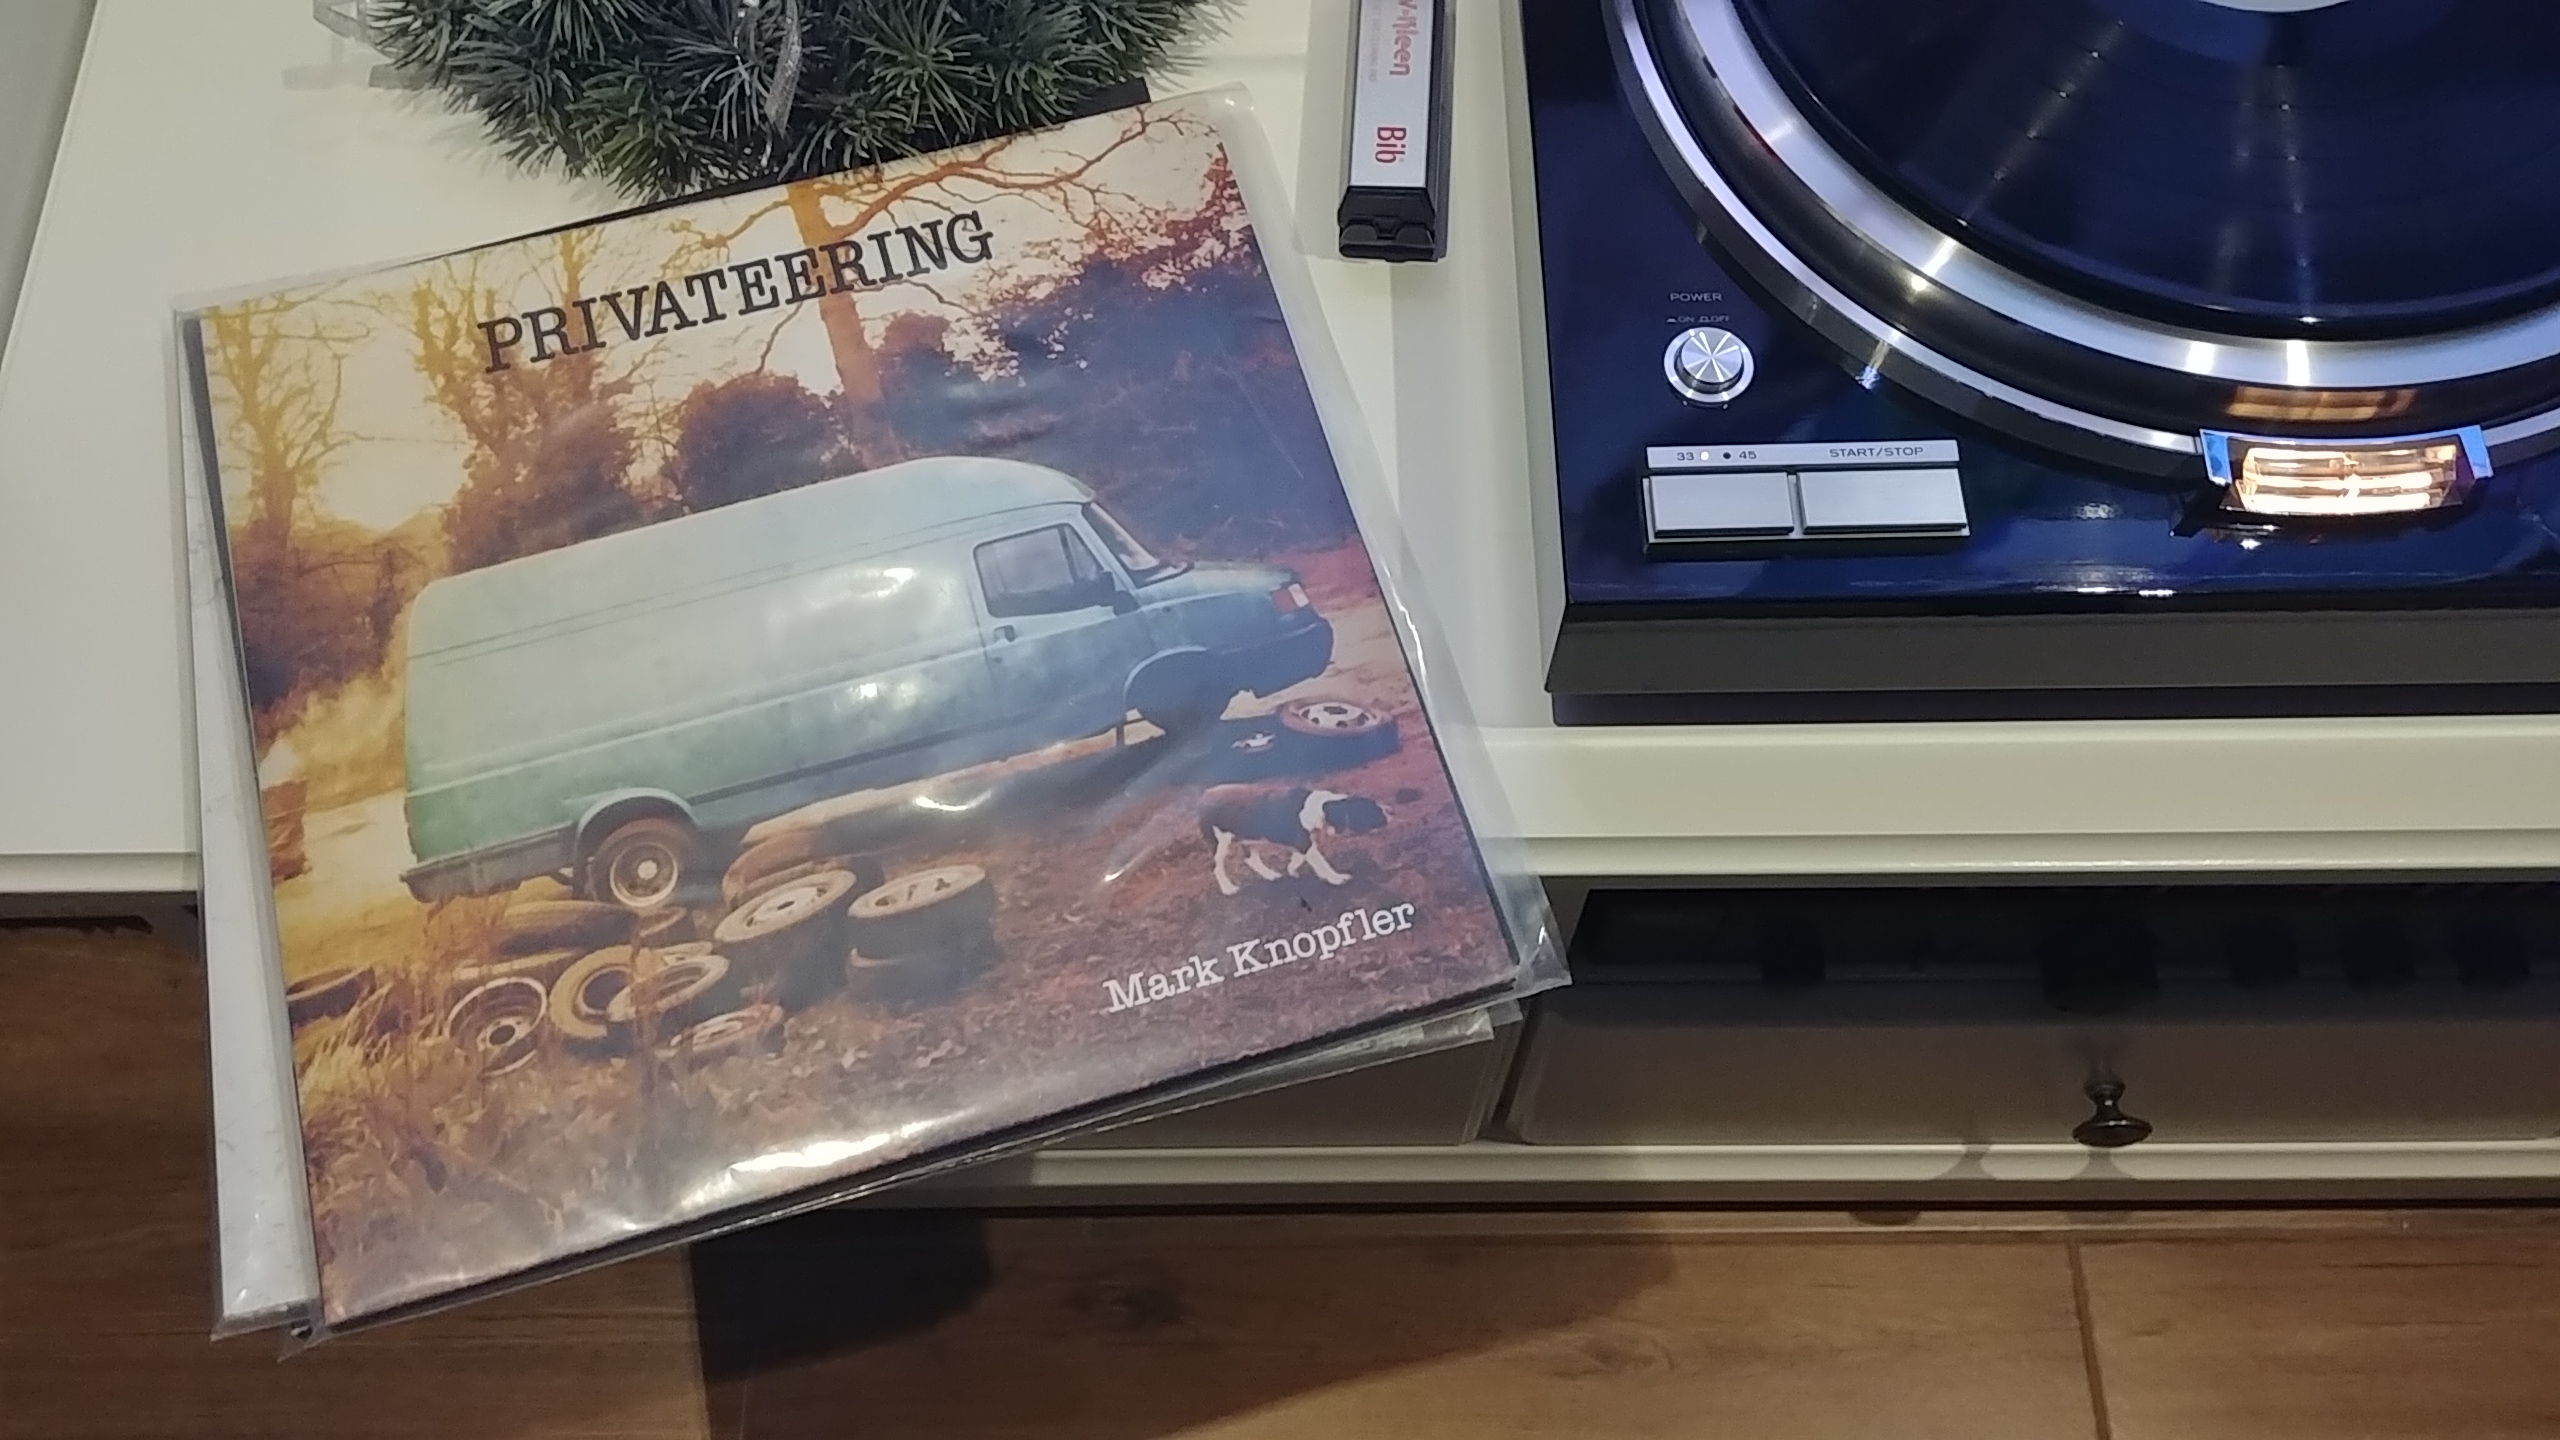 PRIVATEERING
Mark Knopfler
Bib
POWER
ON OFF
33 45
START/STOP